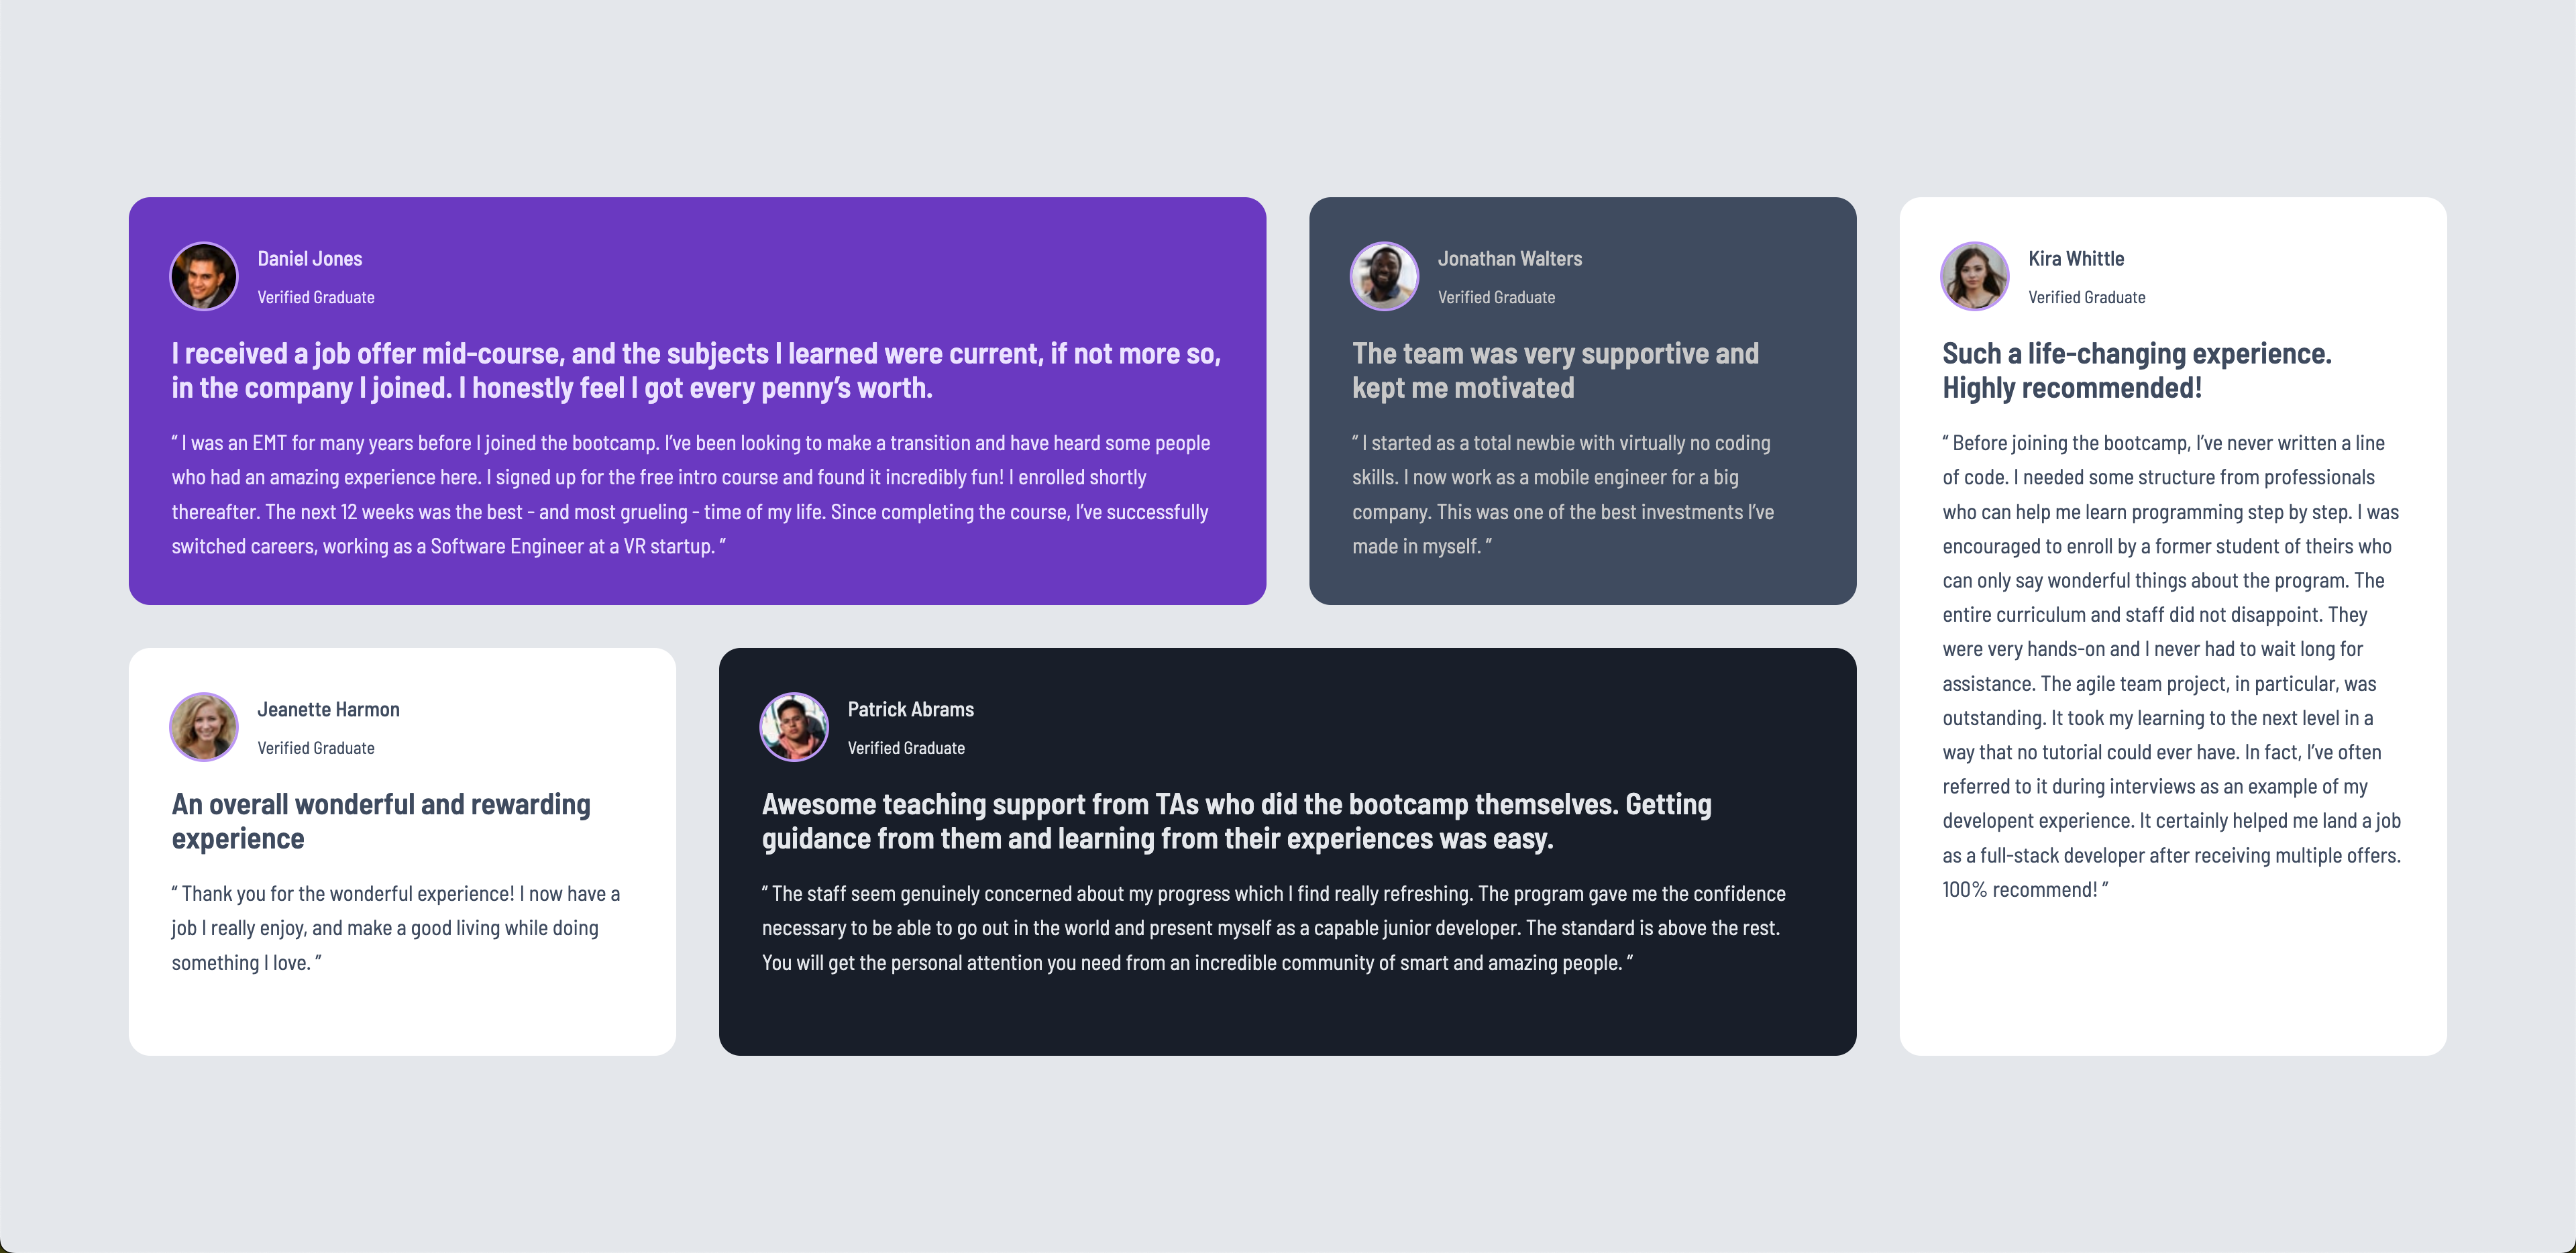 Daniel Jones
Verified Graduate
I received a job offer mid-course, and the subjects I learned were current, if not more so,
in the company I joined. I honestly feel I got every penny’s worth.
“ I was an EMT for many years before I joined the bootcamp. I’ve been looking to make a transition and have heard some people
who had an amazing experience here. I signed up for the free intro course and found it incredibly fun! I enrolled shortly
thereafter. The next 12 weeks was the best - and most grueling - time of my life. Since completing the course, I’ve successfully
switched careers, working as a Software Engineer at a VR startup. ”
Jonathan Walters
Verified Graduate
The team was very supportive and
kept me motivated
“ I started as a total newbie with virtually no coding
skills. I now work as a mobile engineer for a big
company. This was one of the best investments I’ve
made in myself. ”
Kira Whittle
Verified Graduate
Such a life-changing experience.
Highly recommended!
“ Before joining the bootcamp, I’ve never written a line
of code. I needed some structure from professionals
who can help me learn programming step by step. I was
encouraged to enroll by a former student of theirs who
can only say wonderful things about the program. The
entire curriculum and staff did not disappoint. They
were very hands-on and I never had to wait long for
assistance. The agile team project, in particular, was
outstanding. It took my learning to the next level in a
way that no tutorial could ever have. In fact, I’ve often
referred to it during interviews as an example of my
developent experience. It certainly helped me land a job
as a full-stack developer after receiving multiple offers.
100% recommend! ”
Jeanette Harmon
Verified Graduate
An overall wonderful and rewarding
experience
“ Thank you for the wonderful experience! I now have a
job I really enjoy, and make a good living while doing
something I love. ”
Patrick Abrams
Verified Graduate
Awesome teaching support from TAs who did the bootcamp themselves. Getting
guidance from them and learning from their experiences was easy.
“ The staff seem genuinely concerned about my progress which I find really refreshing. The program gave me the confidence
necessary to be able to go out in the world and present myself as a capable junior developer. The standard is above the rest.
You will get the personal attention you need from an incredible community of smart and amazing people. ”